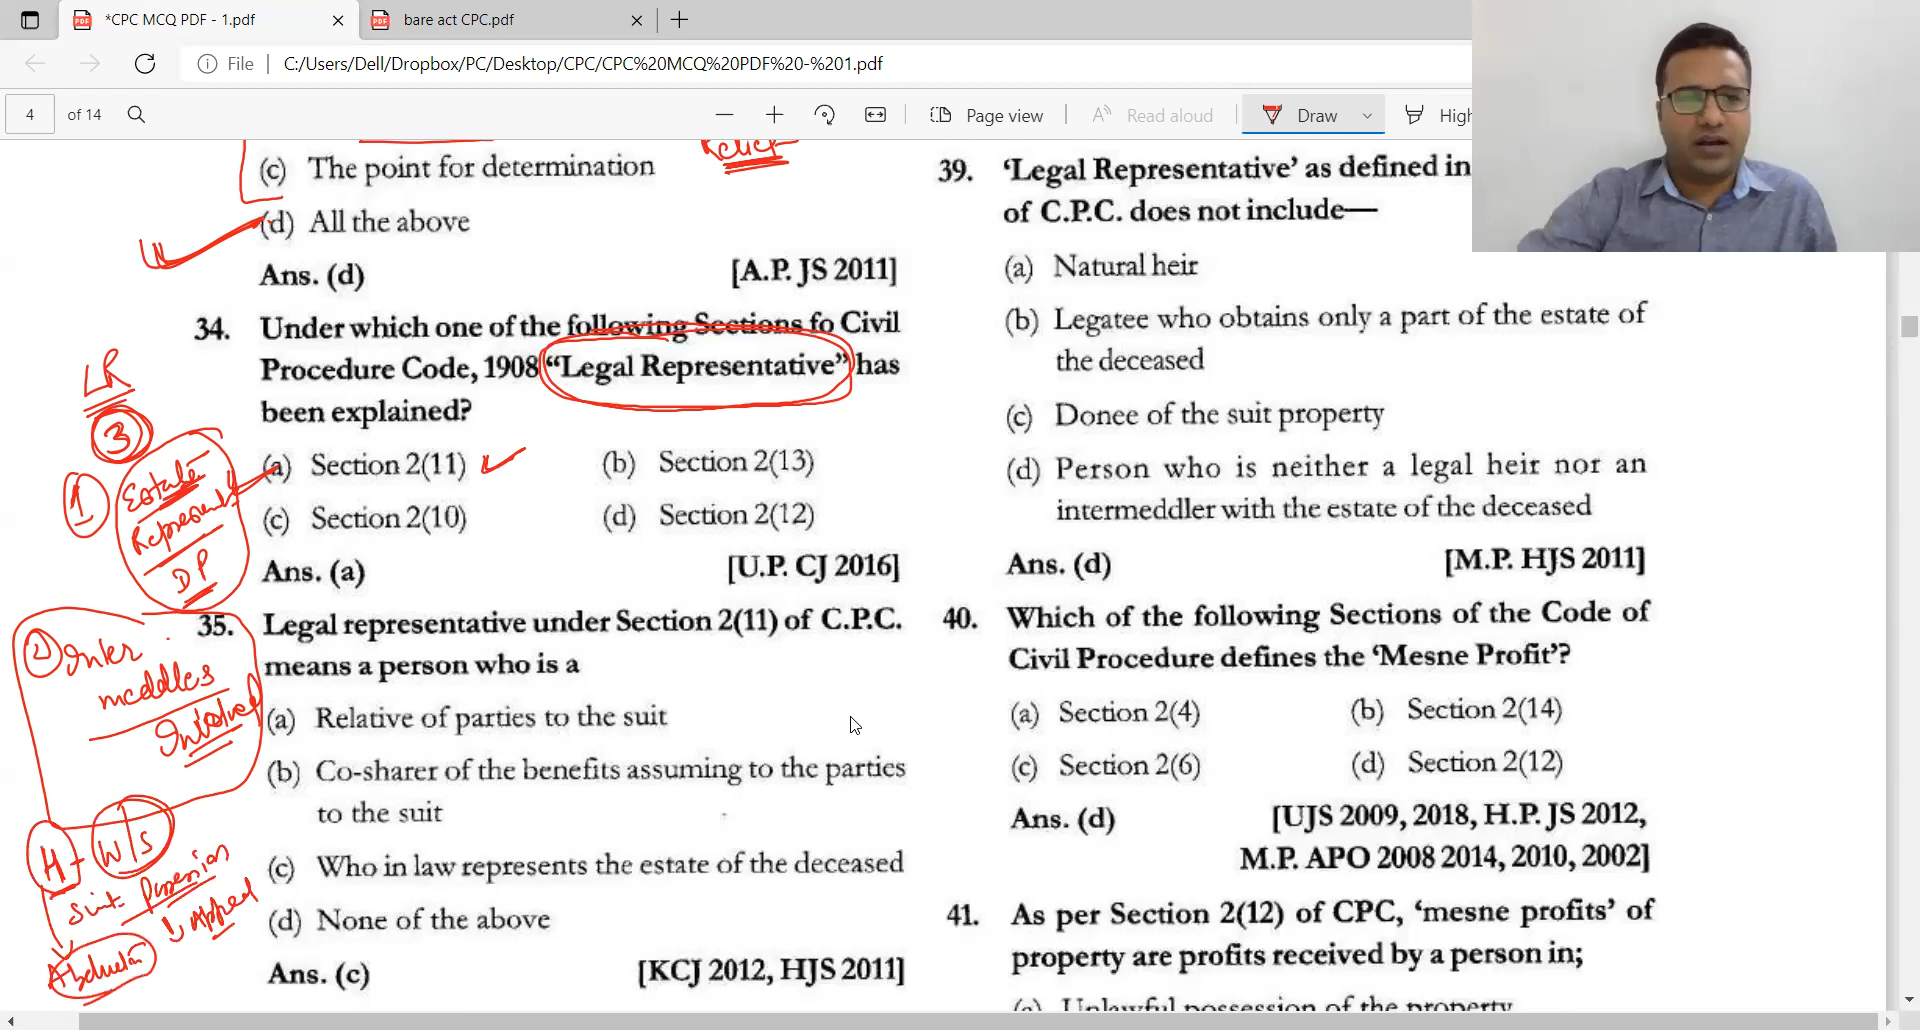 *CPC MCQ PDF - 1.pdf
bare act CPC.pdf
File
C:/Users/Dell/Dropbox/PC/Desktop/CPC/CPC%20MCQ%20PDF%20-%201.pdf
4 of 14
Page view
Read aloud
Draw
High
Relief
(c) The point for determination
(d) All the above
Ans. (d) [A.P. JS 2011]
34. Under which one of the following Sections fo Civil
Procedure Code, 1908 “Legal Representative” has
been explained?
(a) Section 2(11) (b) Section 2(13)
(c) Section 2(10) (d) Section 2(12)
Ans. (a) [U.P. CJ 2016]
35. Legal representative under Section 2(11) of C.P.C.
means a person who is a
(a) Relative of parties to the suit
(b) Co-sharer of the benefits assuming to the parties
to the suit
(c) Who in law represents the estate of the deceased
(d) None of the above
Ans. (c) [KCJ 2012, HJS 2011]
LR
3
1
Estate
Represent
DP
2 Inter
meddles
Involved
H - W/S
Suit Possession
Appeal
39. ‘Legal Representative’ as defined in
of C.P.C. does not include—
(a) Natural heir
(b) Legatee who obtains only a part of the estate of
the deceased
(c) Donee of the suit property
(d) Person who is neither a legal heir nor an
intermeddler with the estate of the deceased
Ans. (d) [M.P. HJS 2011]
40. Which of the following Sections of the Code of
Civil Procedure defines the ‘Mesne Profit’?
(a) Section 2(4) (b) Section 2(14)
(c) Section 2(6) (d) Section 2(12)
Ans. (d) [UJS 2009, 2018, H.P. JS 2012,
M.P. APO 2008 2014, 2010, 2002]
41. As per Section 2(12) of CPC, ‘mesne profits’ of
property are profits received by a person in;
(a) Unlawful possession of the property